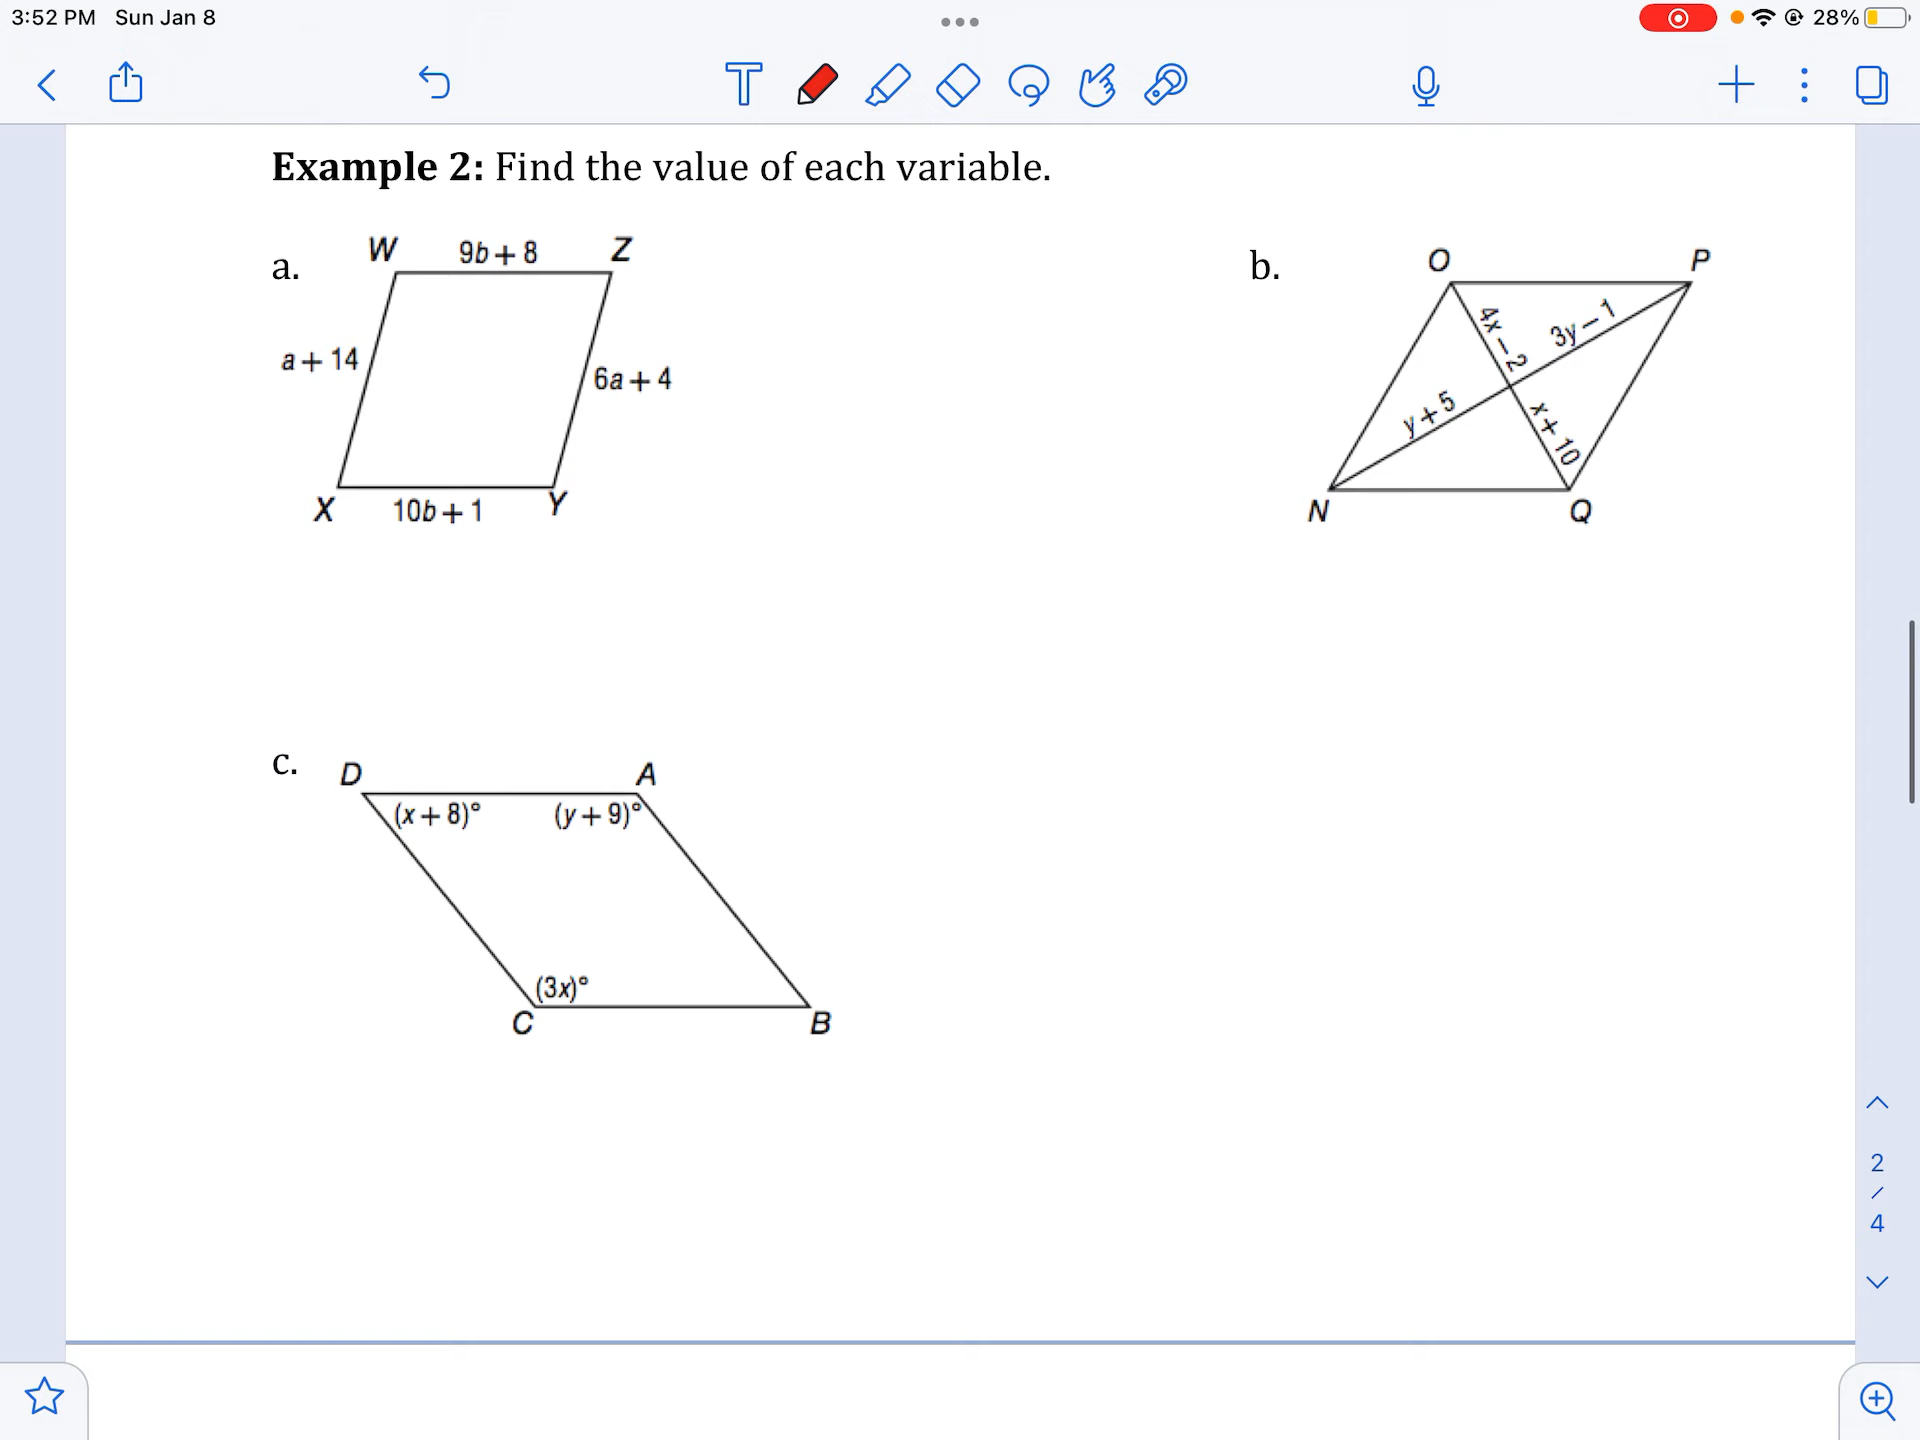 3:52 PM Sun Jan 8
28%
Example 2: Find the value of each variable.
a.
W 9b + 8 Z
a + 14
6a + 4
X 10b + 1 Y
b.
O P
4x − 2
3y − 1
y + 5
x + 10
N Q
c.
D A
(x + 8)° (y + 9)°
(3x)°
C B
2
/
4